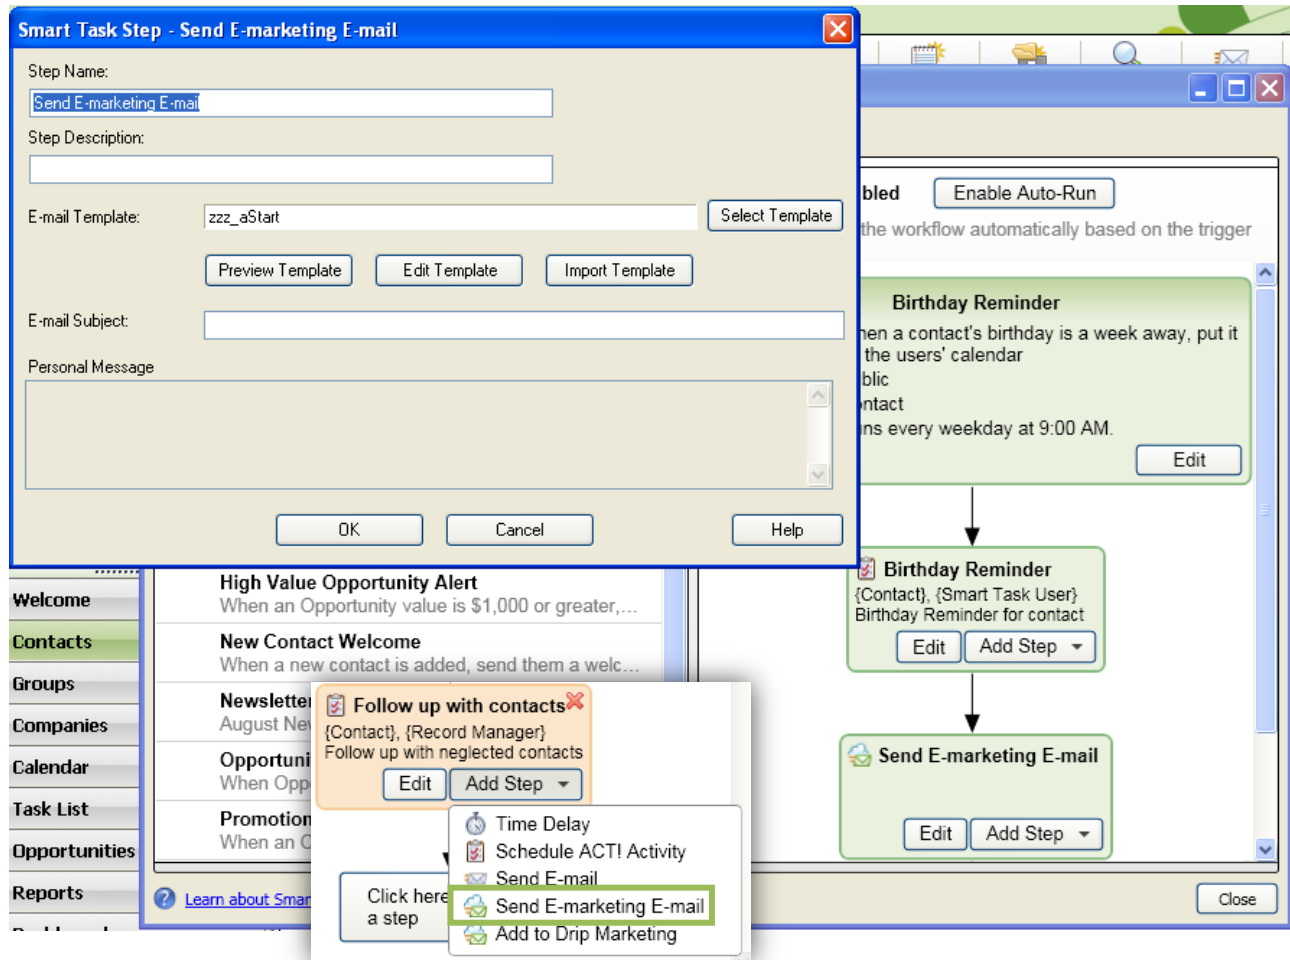 Smart Task Step - Send E-marketing E-mail
Step Name:
Send E-marketing E-mail
Step Description:
E-mail Template:
zzz_aStart
Select Template
Preview Template
Edit Template
Import Template
E-mail Subject:
Personal Message
OK
Cancel
Help
bled
Enable Auto-Run
the workflow automatically based on the trigger
Birthday Reminder
hen a contact's birthday is a week away, put it
the users' calendar
blic
ontact
ns every weekday at 9:00 AM.
Edit
Birthday Reminder
{Contact}, {Smart Task User}
Birthday Reminder for contact
Edit
Add Step
Send E-marketing E-mail
Edit
Add Step
Close
Welcome
Contacts
Groups
Companies
Calendar
Task List
Opportunities
Reports
High Value Opportunity Alert
When an Opportunity value is $1,000 or greater,...
New Contact Welcome
When a new contact is added, send them a welc...
Newsletter
August Ne
Opportuni
When Opp
Promotion
When an C
Learn about Smar
Follow up with contacts
{Contact}, {Record Manager}
Follow up with neglected contacts
Edit
Add Step
Time Delay
Schedule ACT! Activity
Send E-mail
Send E-marketing E-mail
Add to Drip Marketing
Click here
a step